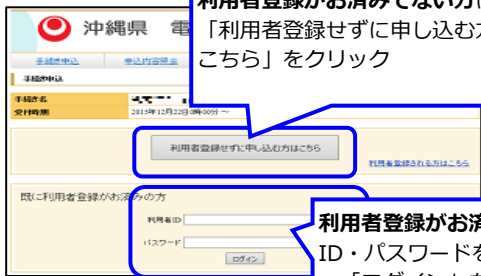 利用者登録がお済みでない方は
「利用者登録せずに申し込む方は
こちら」をクリック
沖縄県 電
手続き申込
申込内容照会
手続き申込
手続き名
受付時期
2015年12月22日0時00分 ～
利用者登録せずに申し込む方はこちら
利用者登録される方はこちら
既に利用者登録がお済みの方
利用者ID
パスワード
ログイン
利用者登録がお済
ID・パスワードを